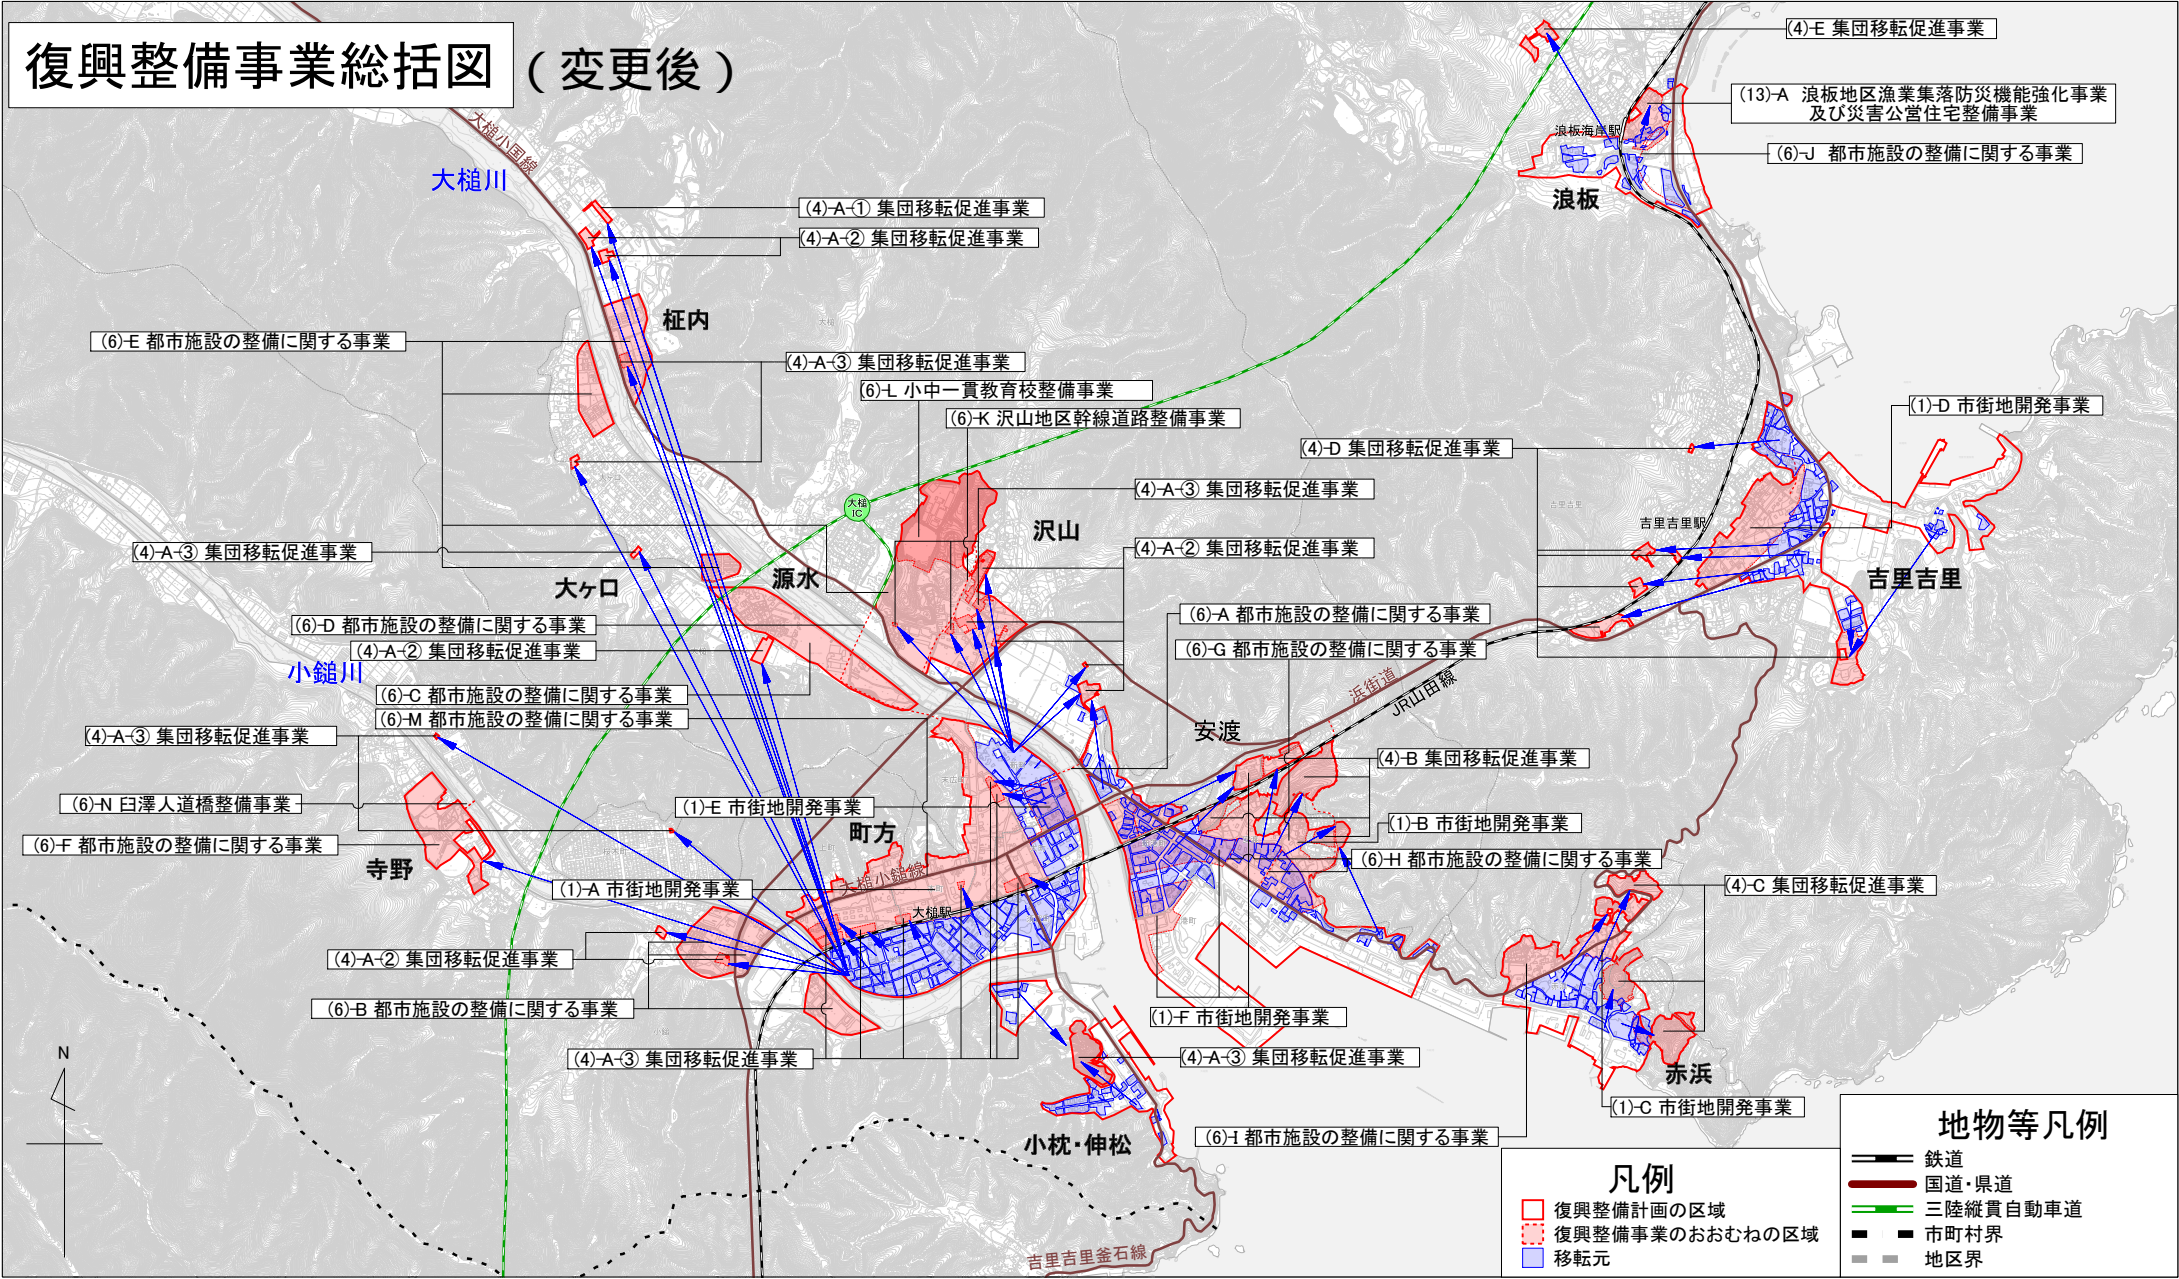 復興整備事業総括図
（変更後）
(4)-E 集団移転促進事業
(13)-A 浪板地区漁業集落防災機能強化事業
及び災害公営住宅整備事業
浪板海岸駅
(6)-J 都市施設の整備に関する事業
浪板
大槌小国線
大槌川
(4)-A-① 集団移転促進事業
(4)-A-② 集団移転促進事業
柾内
(6)-E 都市施設の整備に関する事業
(4)-A-③ 集団移転促進事業
(6)-L 小中一貫教育校整備事業
(6)-K 沢山地区幹線道路整備事業
(1)-D 市街地開発事業
(4)-D 集団移転促進事業
(4)-A-③ 集団移転促進事業
大槌
IC
沢山
吉里吉里
吉里吉里駅
(4)-A-③ 集団移転促進事業
(4)-A-② 集団移転促進事業
大ヶ口
源水
吉里吉里
(6)-D 都市施設の整備に関する事業
(6)-A 都市施設の整備に関する事業
(4)-A-② 集団移転促進事業
(6)-G 都市施設の整備に関する事業
小鎚川
(6)-C 都市施設の整備に関する事業
浜街道
JR山田線
(6)-M 都市施設の整備に関する事業
安渡
(4)-A-③ 集団移転促進事業
(4)-B 集団移転促進事業
(6)-N 臼澤人道橋整備事業
(1)-E 市街地開発事業
町方
(1)-B 市街地開発事業
(6)-F 都市施設の整備に関する事業
(6)-H 都市施設の整備に関する事業
寺野
大槌小鎚線
(1)-A 市街地開発事業
(4)-C 集団移転促進事業
大槌駅
(4)-A-② 集団移転促進事業
(6)-B 都市施設の整備に関する事業
(1)-F 市街地開発事業
(4)-A-③ 集団移転促進事業
(4)-A-③ 集団移転促進事業
赤浜
(1)-C 市街地開発事業
小枕・伸松
(6)-I 都市施設の整備に関する事業
吉里吉里釜石線
N
凡例
復興整備計画の区域
復興整備事業のおおむねの区域
移転元
地物等凡例
鉄道
国道・県道
三陸縦貫自動車道
市町村界
地区界